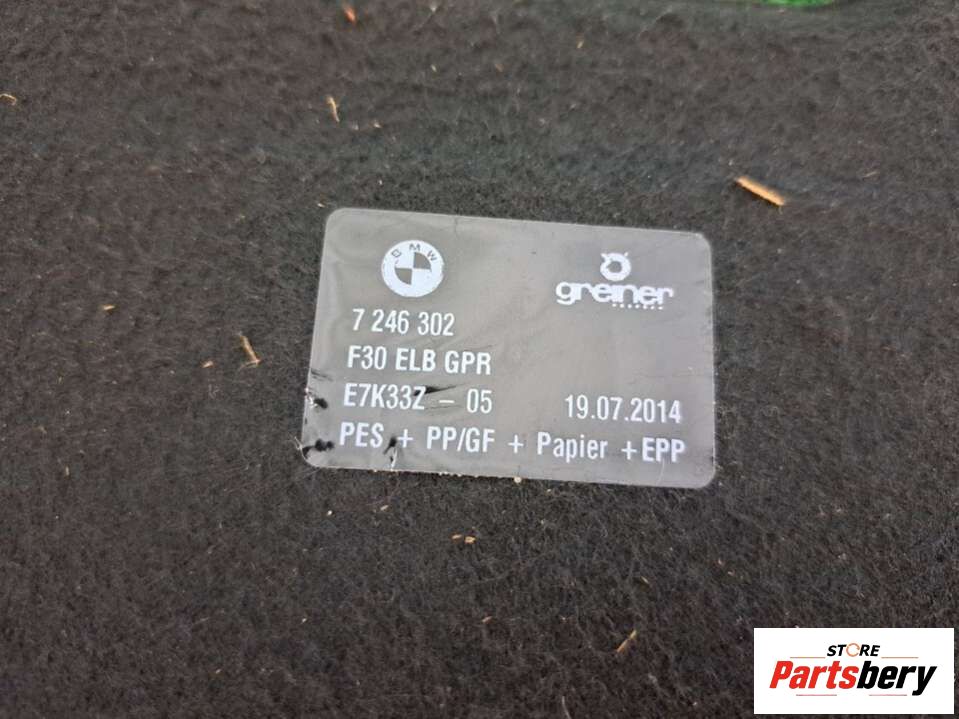 BMW
greiner
7 246 302
F30 ELB GPR
E7K33Z - 05 19.07.2014
PES + PP/GF + Papier + EPP
STORE
Partsbery